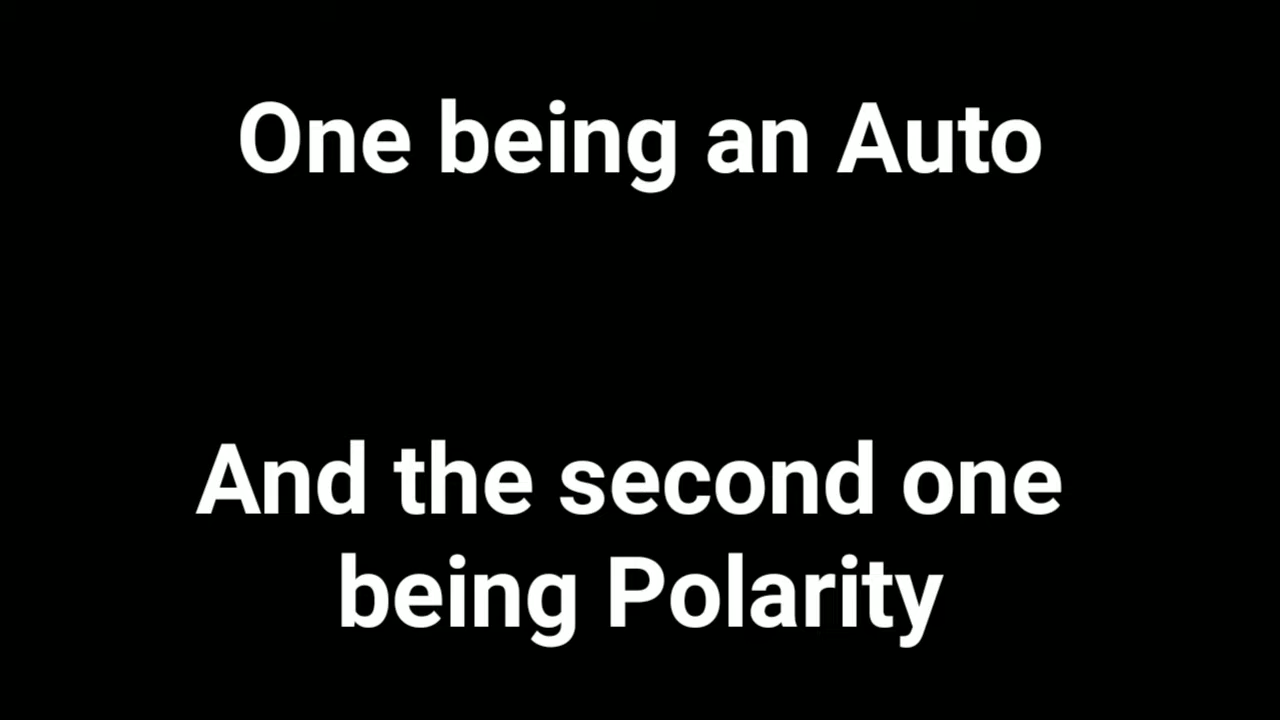 One being an Auto
And the second one
being Polarity